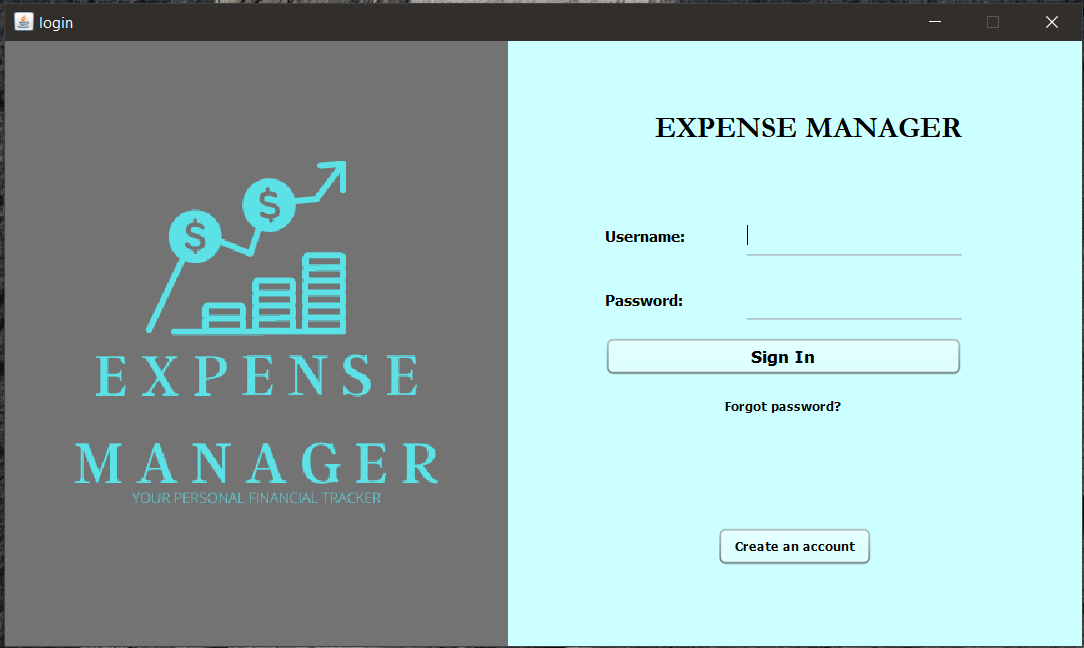 login
EXPENSE
MANAGER
YOUR PERSONAL FINANCIAL TRACKER
EXPENSE MANAGER
Username:
Password:
Sign In
Forgot password?
Create an account